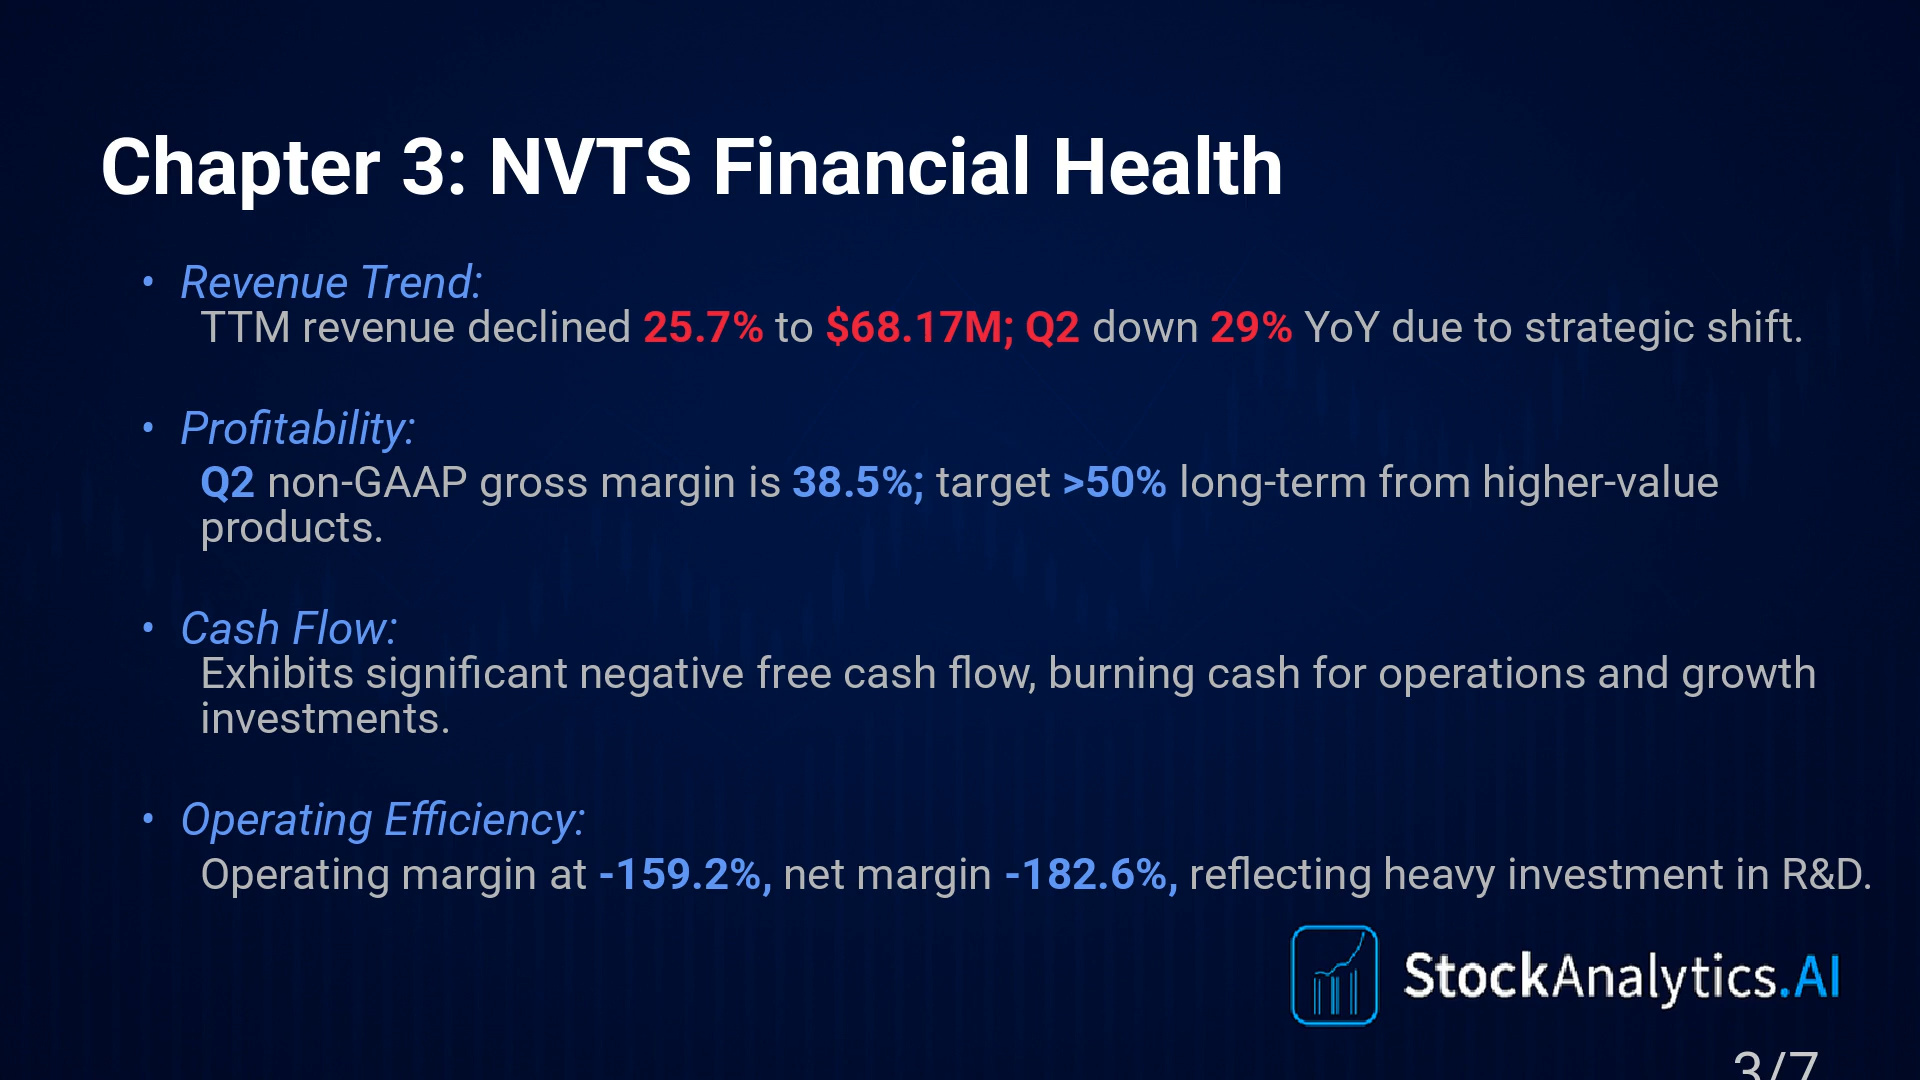 Chapter 3: NVTS Financial Health
• Revenue Trend:
TTM revenue declined 25.7% to $68.17M; Q2 down 29% YoY due to strategic shift.
• Profitability:
Q2 non-GAAP gross margin is 38.5%; target >50% long-term from higher-value
products.
• Cash Flow:
Exhibits significant negative free cash flow, burning cash for operations and growth
investments.
• Operating Efficiency:
Operating margin at -159.2%, net margin -182.6%, reflecting heavy investment in R&D.
StockAnalytics.AI
3/7